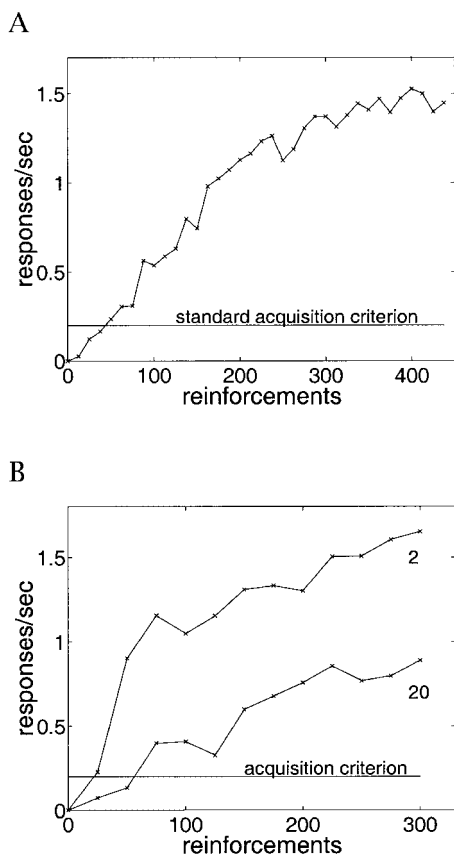 A
responses/sec
1.5
1
0.5
0
standard acquisition criterion
0
100
200
300
400
reinforcements
B
responses/sec
1.5
1
0.5
0
2
20
acquisition criterion
0
100
200
300
reinforcements